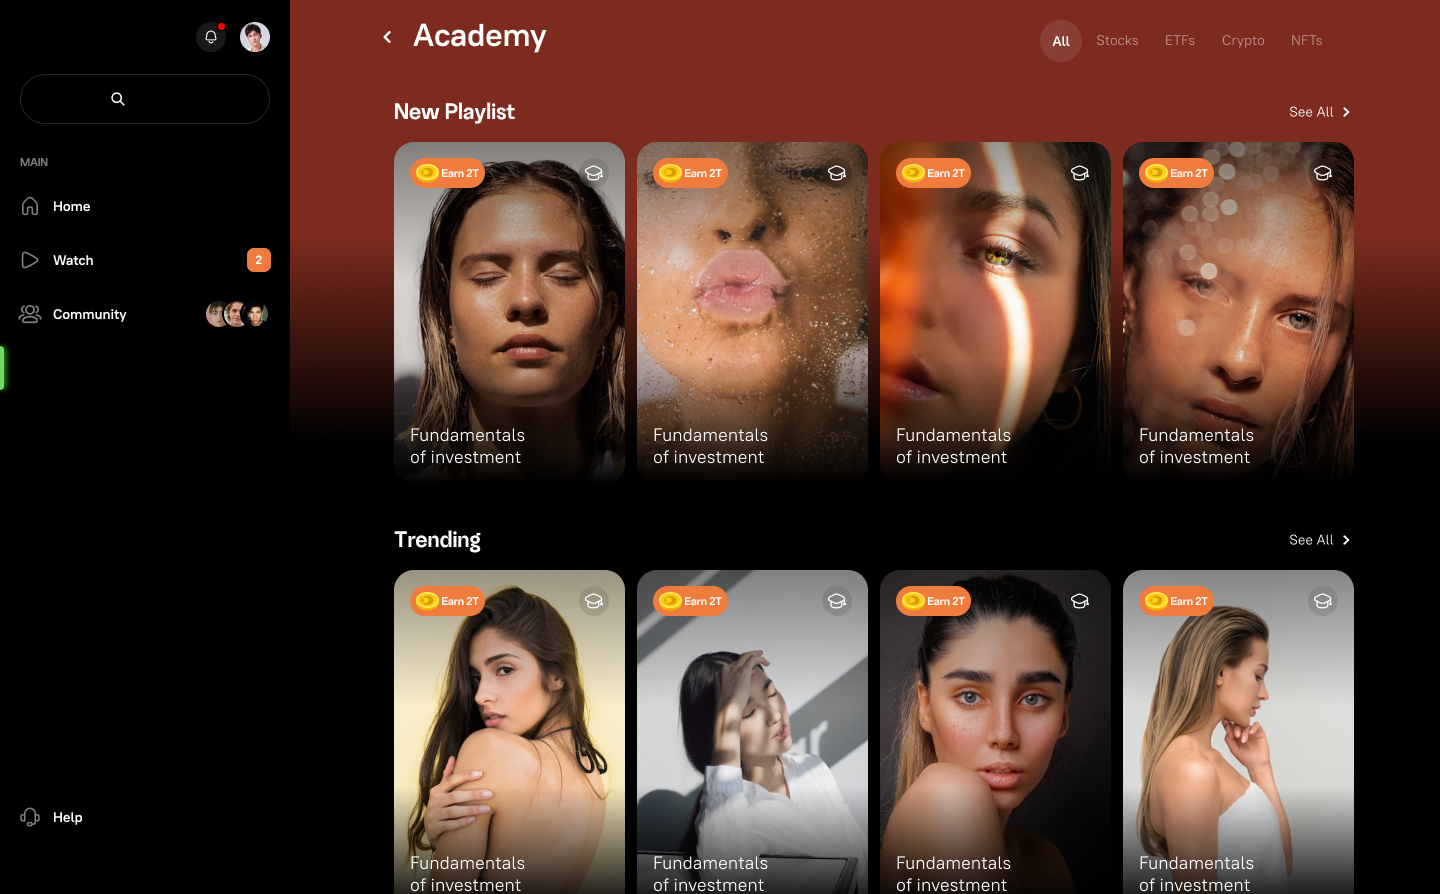 Academy
All
Stocks
ETFs
Crypto
NFTs
MAIN
Home
Watch
2
Community
Help
New Playlist
See All
Earn 2T
Fundamentals
of investment
Earn 2T
Fundamentals
of investment
Earn 2T
Fundamentals
of investment
Earn 2T
Fundamentals
of investment
Trending
See All
Earn 2T
Fundamentals
of investment
Earn 2T
Fundamentals
of investment
Earn 2T
Fundamentals
of investment
Earn 2T
Fundamentals
of investment